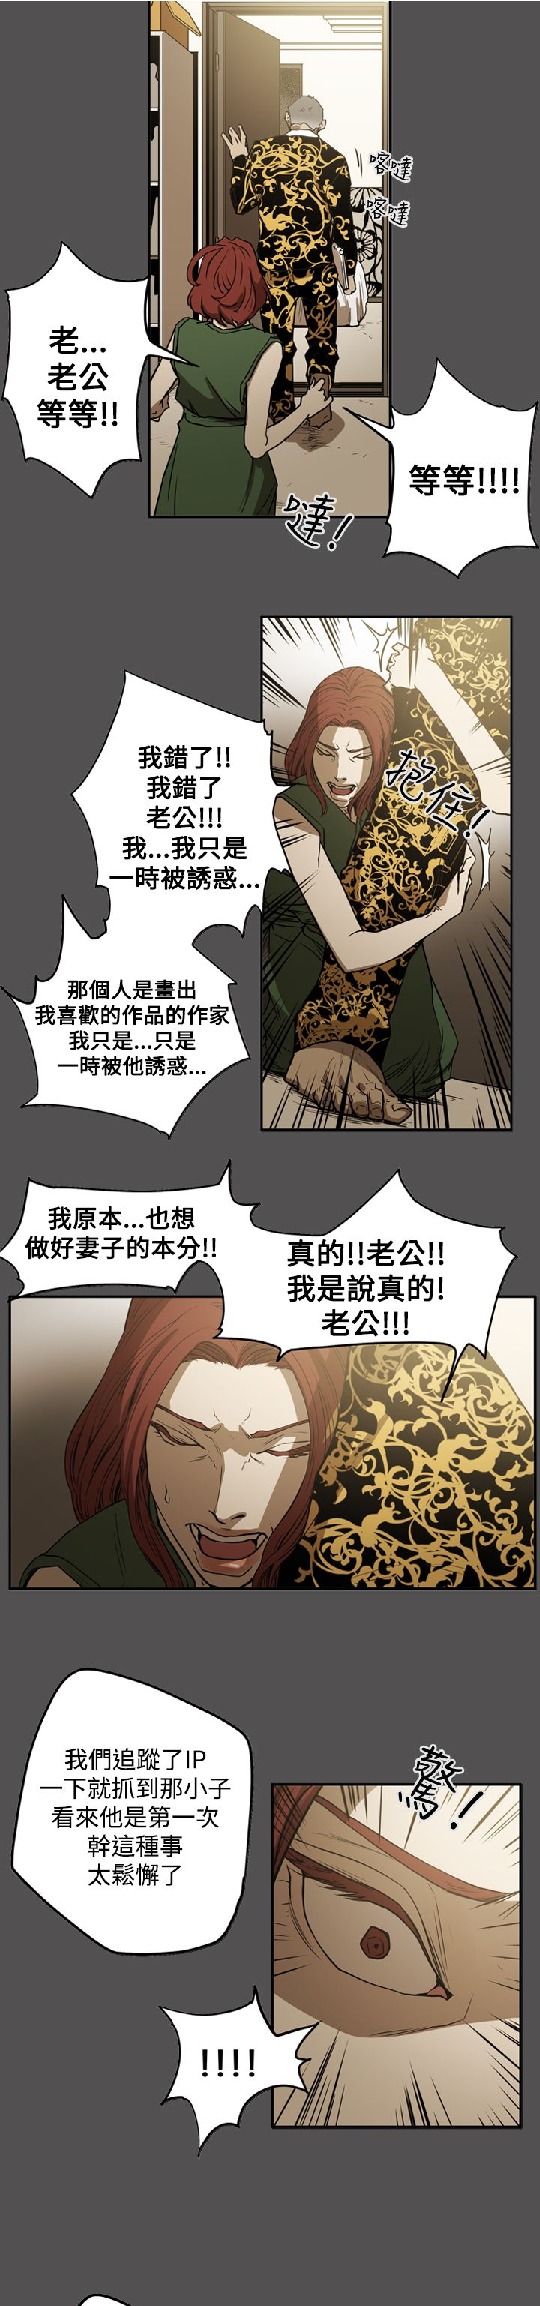 喀噠
喀噠
老...
老公
等等!!
等等!!!!
噠!
我錯了!!
我錯了
老公!!!
我...我只是
一時被誘惑...
抱住!
那個人是畫出
我喜歡的作品的作家
我只是...只是
一時被他誘惑...
我原本...也想
做好妻子的本分!!
真的!!老公!!
我是說真的!
老公!!!
我們追蹤了IP
一下就抓到那小子
看來他是第一次
幹這種事
太鬆懈了
驚!
!!!!